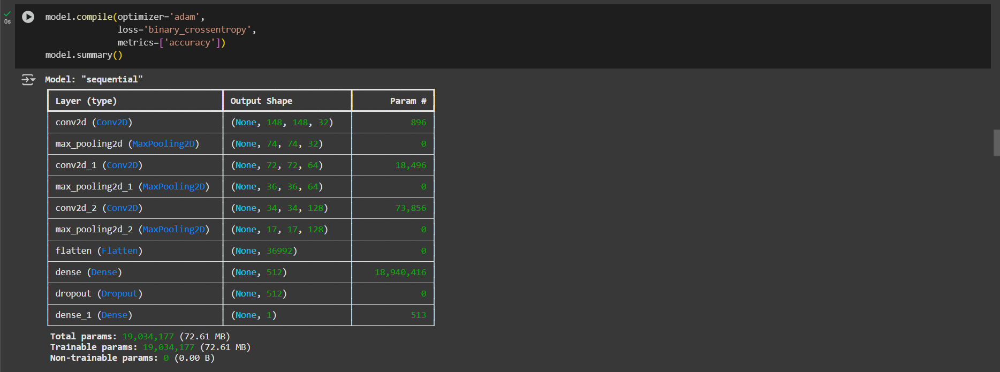 0s
model.compile(optimizer='adam',
loss='binary_crossentropy',
metrics=['accuracy'])
model.summary()
Model: "sequential"
Layer (type) Output Shape Param #
conv2d (Conv2D) (None, 148, 148, 32) 896
max_pooling2d (MaxPooling2D) (None, 74, 74, 32) 0
conv2d_1 (Conv2D) (None, 72, 72, 64) 18,496
max_pooling2d_1 (MaxPooling2D) (None, 36, 36, 64) 0
conv2d_2 (Conv2D) (None, 34, 34, 128) 73,856
max_pooling2d_2 (MaxPooling2D) (None, 17, 17, 128) 0
flatten (Flatten) (None, 36992) 0
dense (Dense) (None, 512) 18,940,416
dropout (Dropout) (None, 512) 0
dense_1 (Dense) (None, 1) 513
Total params: 19,034,177 (72.61 MB)
Trainable params: 19,034,177 (72.61 MB)
Non-trainable params: 0 (0.00 B)